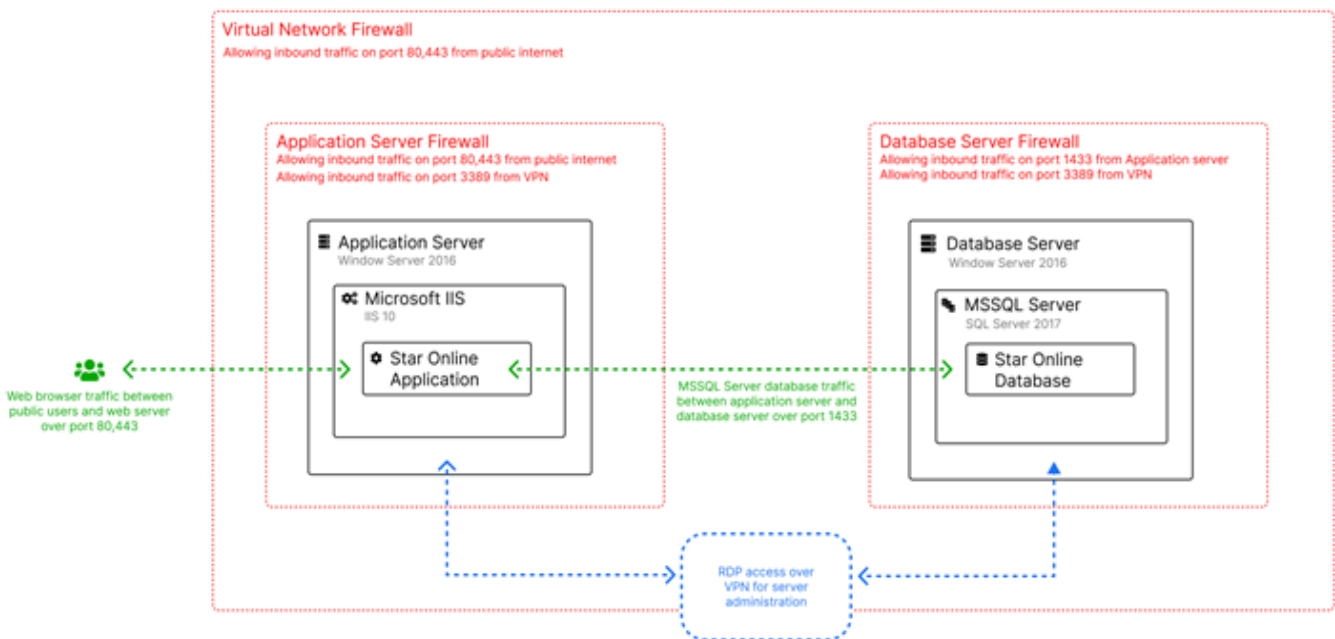 Virtual Network Firewall
Allowing inbound traffic on port 80,443 from public internet
Application Server Firewall
Allowing inbound traffic on port 80,443 from public internet
Allowing inbound traffic on port 3389 from VPN
Database Server Firewall
Allowing inbound traffic on port 1433 from Application server
Allowing inbound traffic on port 3389 from VPN
Application Server
Window Server 2016
Microsoft IIS
IIS 10
Star Online
Application
Database Server
Window Server 2016
MSSQL Server
SQL Server 2017
Star Online
Database
Web browser traffic between
public users and web server
over port 80,443
MSSQL Server database traffic
between application server and
database server over port 1433
RDP access over
VPN for server
administration